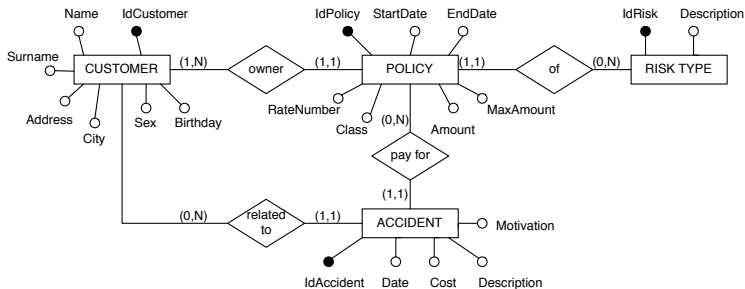 Name IdCustomer IdPolicy StartDate EndDate IdRisk Description
Surname CUSTOMER (1,N) owner (1,1) POLICY (1,1) of (0,N) RISK TYPE
Address City Sex Birthday RateNumber Class Amount MaxAmount
(0,N)
pay for
(1,1)
(0,N) related (1,1) ACCIDENT Motivation
to
IdAccident Date Cost Description